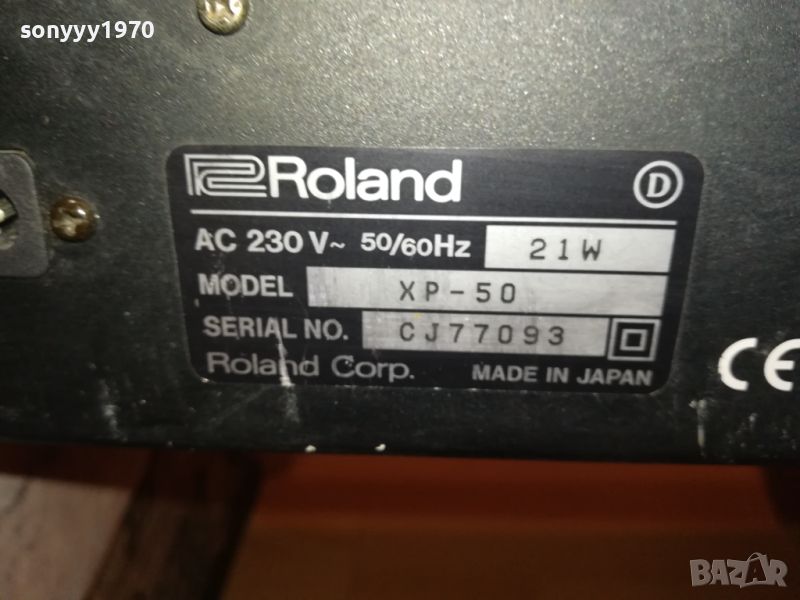 sonyyy1970
Roland D
AC 230 V~ 50/60Hz 21W
MODEL XP-50
SERIAL NO. CJ77093
Roland Corp. MADE IN JAPAN
CE
BAZAR